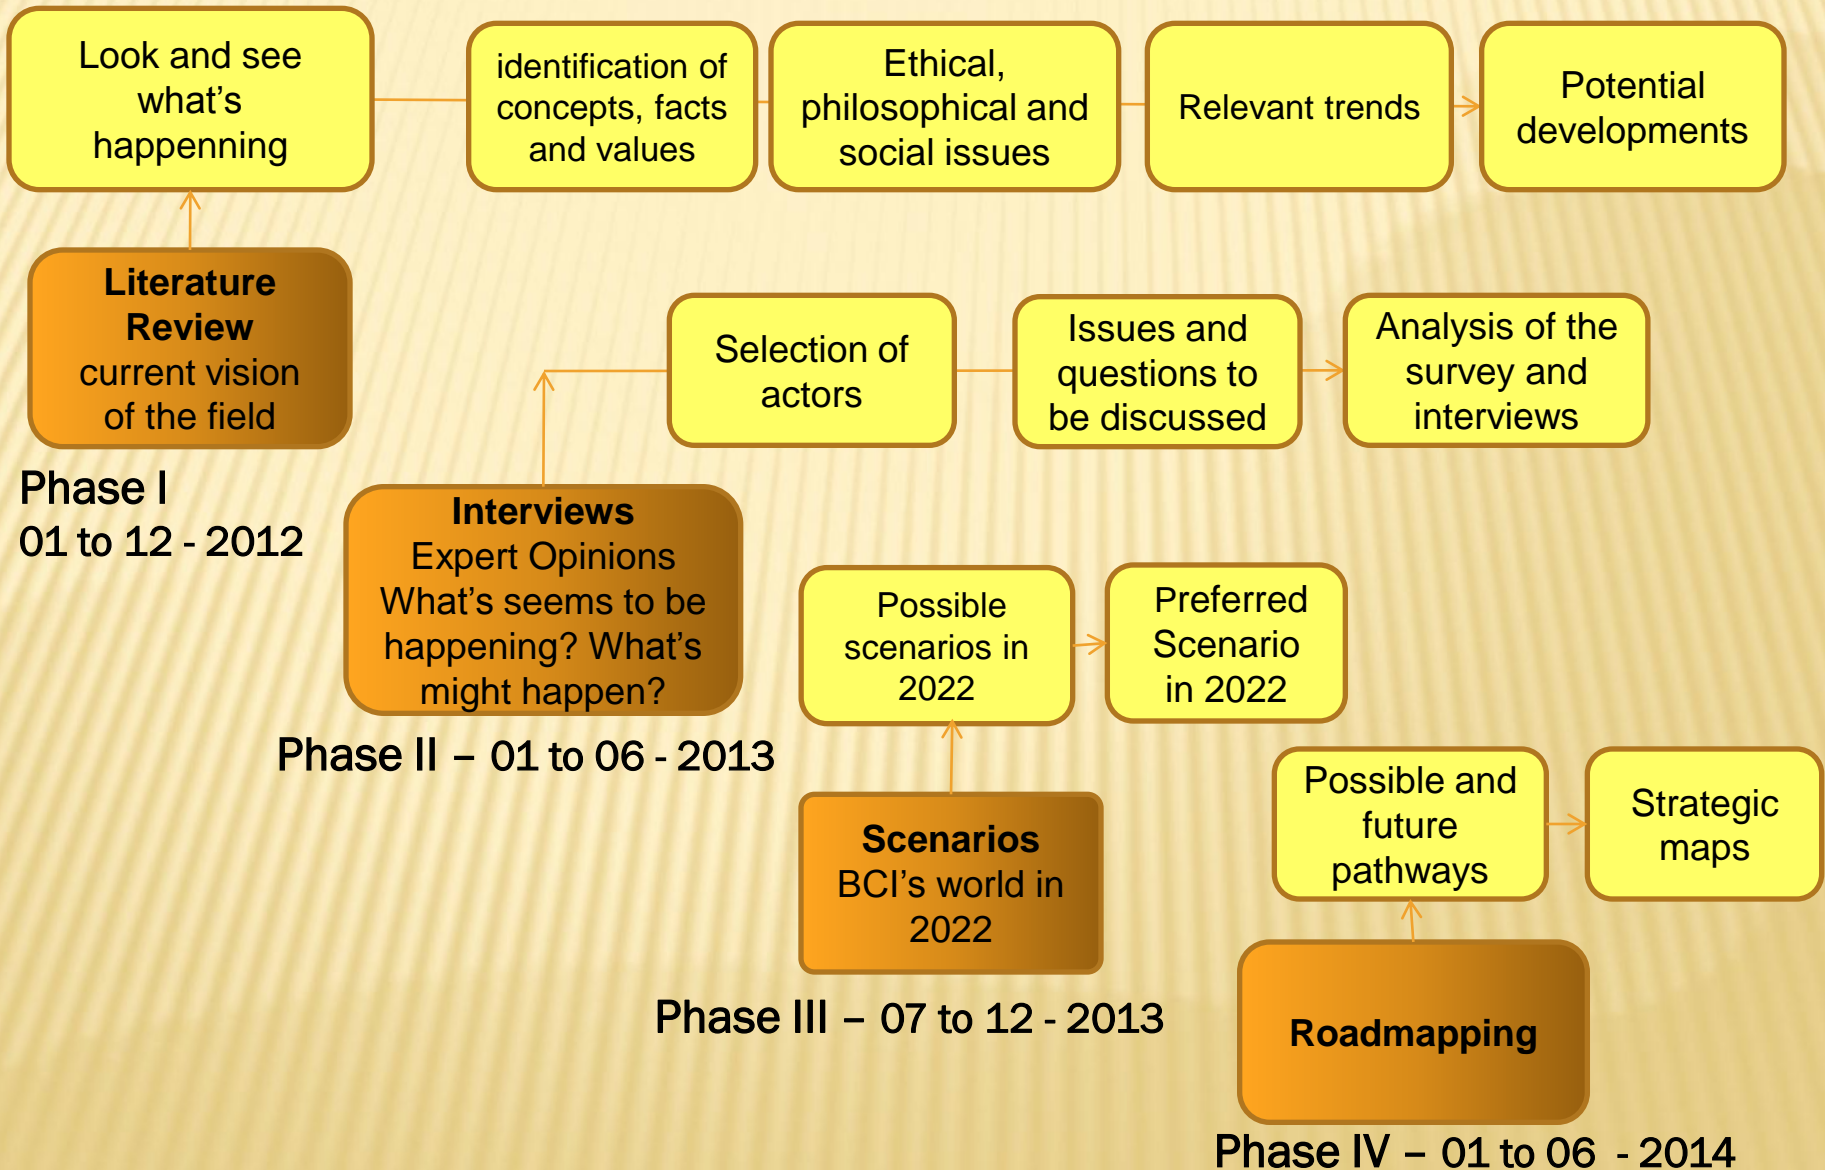 Look and see
what's
happenning
identification of
concepts, facts
and values
Ethical,
philosophical and
social issues
Relevant trends
Potential
developments
Literature
Review
current vision
of the field
Phase I
01 to 12 - 2012
Selection of
actors
Issues and
questions to
be discussed
Analysis of the
survey and
interviews
Interviews
Expert Opinions
What's seems to be
happening? What's
might happen?
Phase II – 01 to 06 - 2013
Possible
scenarios in
2022
Preferred
Scenario
in 2022
Scenarios
BCI's world in
2022
Phase III – 07 to 12 - 2013
Possible and
future
pathways
Strategic
maps
Roadmapping
Phase IV – 01 to 06 - 2014